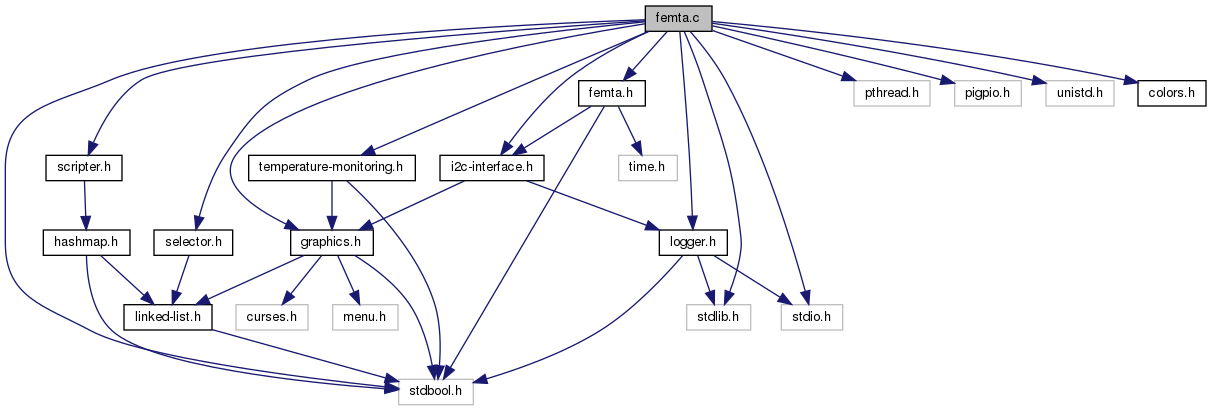 femta.c
femta.h
pthread.h
pigpio.h
unistd.h
colors.h
scripter.h
temperature-monitoring.h
i2c-interface.h
time.h
hashmap.h
selector.h
graphics.h
logger.h
linked-list.h
curses.h
menu.h
stdlib.h
stdio.h
stdbool.h